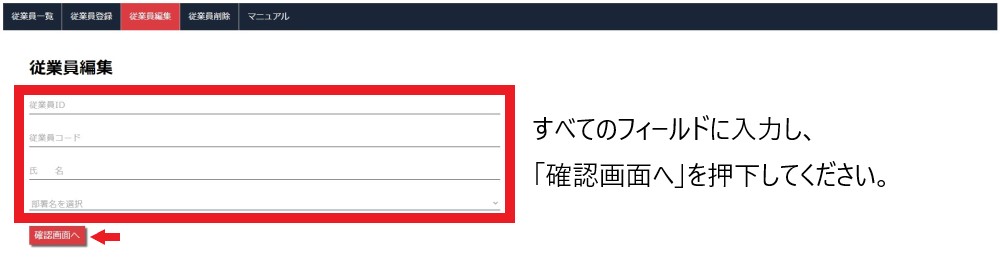 従業員一覧 従業員登録 従業員編集 従業員削除 マニュアル
従業員編集
従業員ID
従業員コード
氏　名
部署名を選択
確認画面へ
すべてのフィールドに入力し、
「確認画面へ」を押下してください。